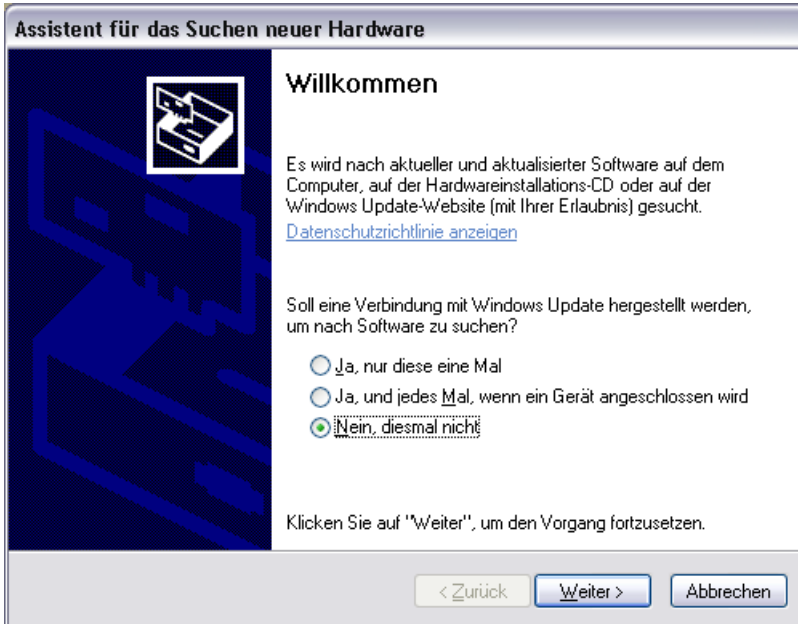 Assistent für das Suchen neuer Hardware
Willkommen
Es wird nach aktueller und aktualisierter Software auf dem
Computer, auf der Hardwareinstallations-CD oder auf der
Windows Update-Website (mit Ihrer Erlaubnis) gesucht.
Datenschutzrichtlinie anzeigen
Soll eine Verbindung mit Windows Update hergestellt werden,
um nach Software zu suchen?
Ja, nur diese eine Mal
Ja, und jedes Mal, wenn ein Gerät angeschlossen wird
Nein, diesmal nicht
Klicken Sie auf "Weiter", um den Vorgang fortzusetzen.
< Zurück Weiter > Abbrechen